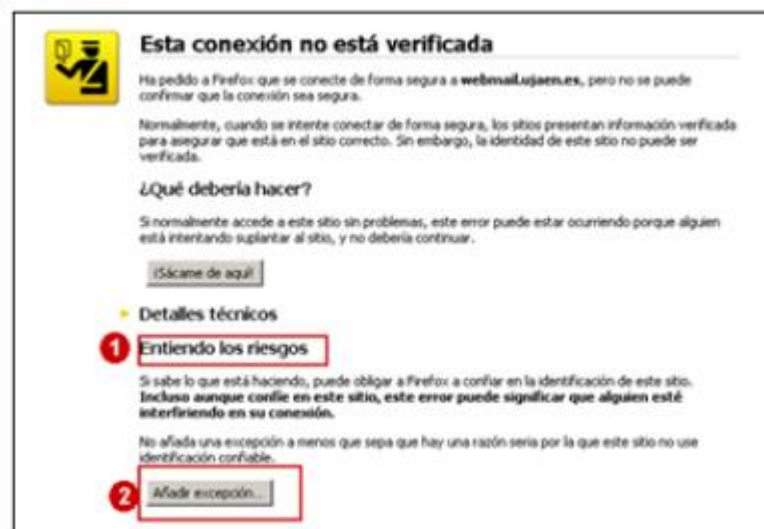 Esta conexión no está verificada
Ha pedido a Firefox que se conecte de forma segura a webmail.ujaen.es, pero no se puede
confirmar que la conexión sea segura.
Normalmente, cuando se intente conectar de forma segura, los sitios presentan información verificada
para asegurar que está en el sitio correcto. Sin embargo, la identidad de este sitio no puede ser
verificada.
¿Qué debería hacer?
Si normalmente accede a este sitio sin problemas, este error puede estar ocurriendo porque alguien
está intentando suplantar al sitio, y no debería continuar.
¡Sácame de aquí!
Detalles técnicos
1 Entiendo los riesgos
Si sabe lo que está haciendo, puede obligar a Firefox a confiar en la identificación de este sitio.
Incluso aunque confíe en este sitio, este error puede significar que alguien esté
interfiriendo en su conexión.
No añada una excepción a menos que sepa que hay una razón seria por la que este sitio no use
identificación confiable.
2 Añadir excepción...